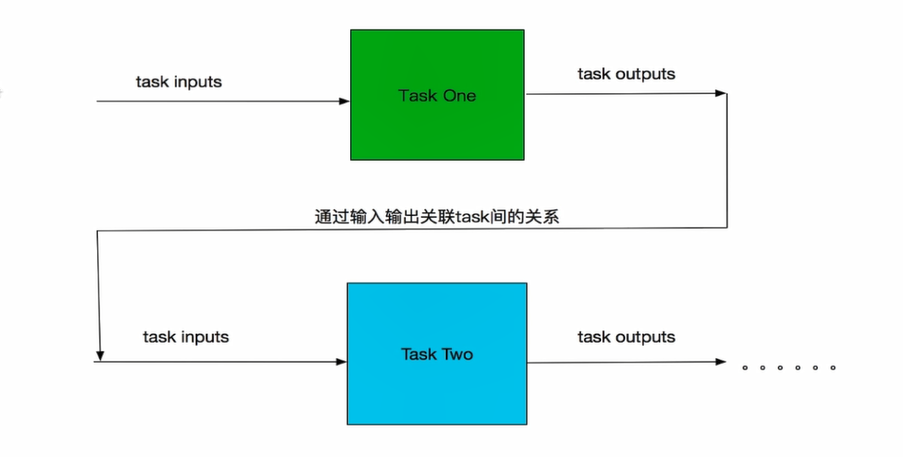 task inputs
Task One
task outputs
通过输入输出关联task间的关系
task inputs
Task Two
task outputs
。。。。。。